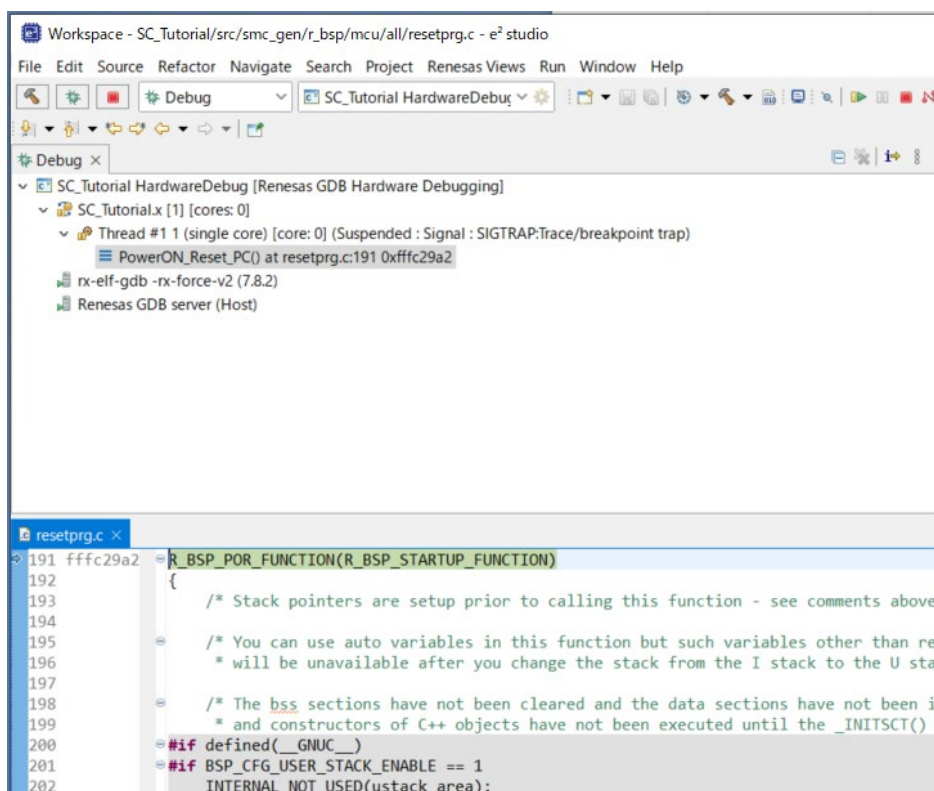 Workspace - SC_Tutorial/src/smc_gen/r_bsp/mcu/all/resetprg.c - e² studio
File Edit Source Refactor Navigate Search Project Renesas Views Run Window Help
Debug SC_Tutorial HardwareDebug
Debug
SC_Tutorial HardwareDebug [Renesas GDB Hardware Debugging]
SC_Tutorial.x [1] [cores: 0]
Thread #1 1 (single core) [core: 0] (Suspended : Signal : SIGTRAP:Trace/breakpoint trap)
PowerON_Reset_PC() at resetprg.c:191 0xfffc29a2
rx-elf-gdb -rx-force-v2 (7.8.2)
Renesas GDB server (Host)
resetprg.c
191 fffc29a2 R_BSP_POR_FUNCTION(R_BSP_STARTUP_FUNCTION)
192 {
193 /* Stack pointers are setup prior to calling this function - see comments above
194
195 /* You can use auto variables in this function but such variables other than re
196 * will be unavailable after you change the stack from the I stack to the U sta
197
198 /* The bss sections have not been cleared and the data sections have not been i
199 * and constructors of C++ objects have not been executed until the _INITSCT()
200 #if defined(__GNUC__)
201 #if BSP_CFG_USER_STACK_ENABLE == 1
202 INTERNAL_NOT_USED(ustack_area);